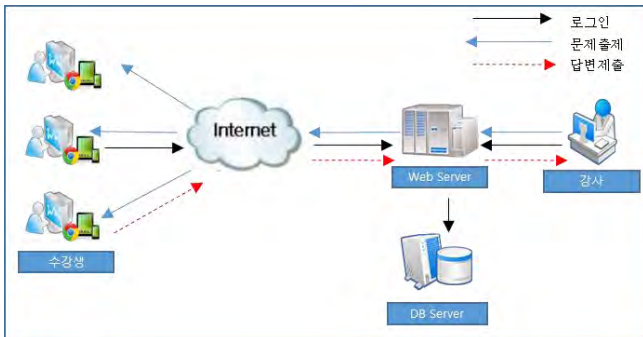 로그인
문제출제
답변제출
Internet
Web Server
강사
수강생
DB Server